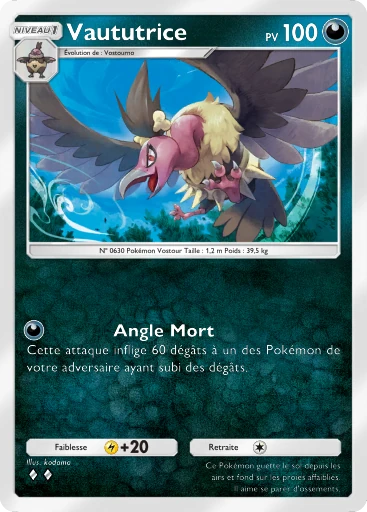 NIVEAU 1
Vaututrice
PV 100
Évolution de : Vostourno
N° 0630 Pokémon Vostour Taille : 1,2 m Poids : 39,5 kg
Angle Mort
Cette attaque inflige 60 dégâts à un des Pokémon de
votre adversaire ayant subi des dégâts.
Faiblesse
+20
Retraite
Illus. kodama
Ce Pokémon guette le sol depuis les
airs et fond sur les proies affaiblies.
Il aime se parer d'ossements.